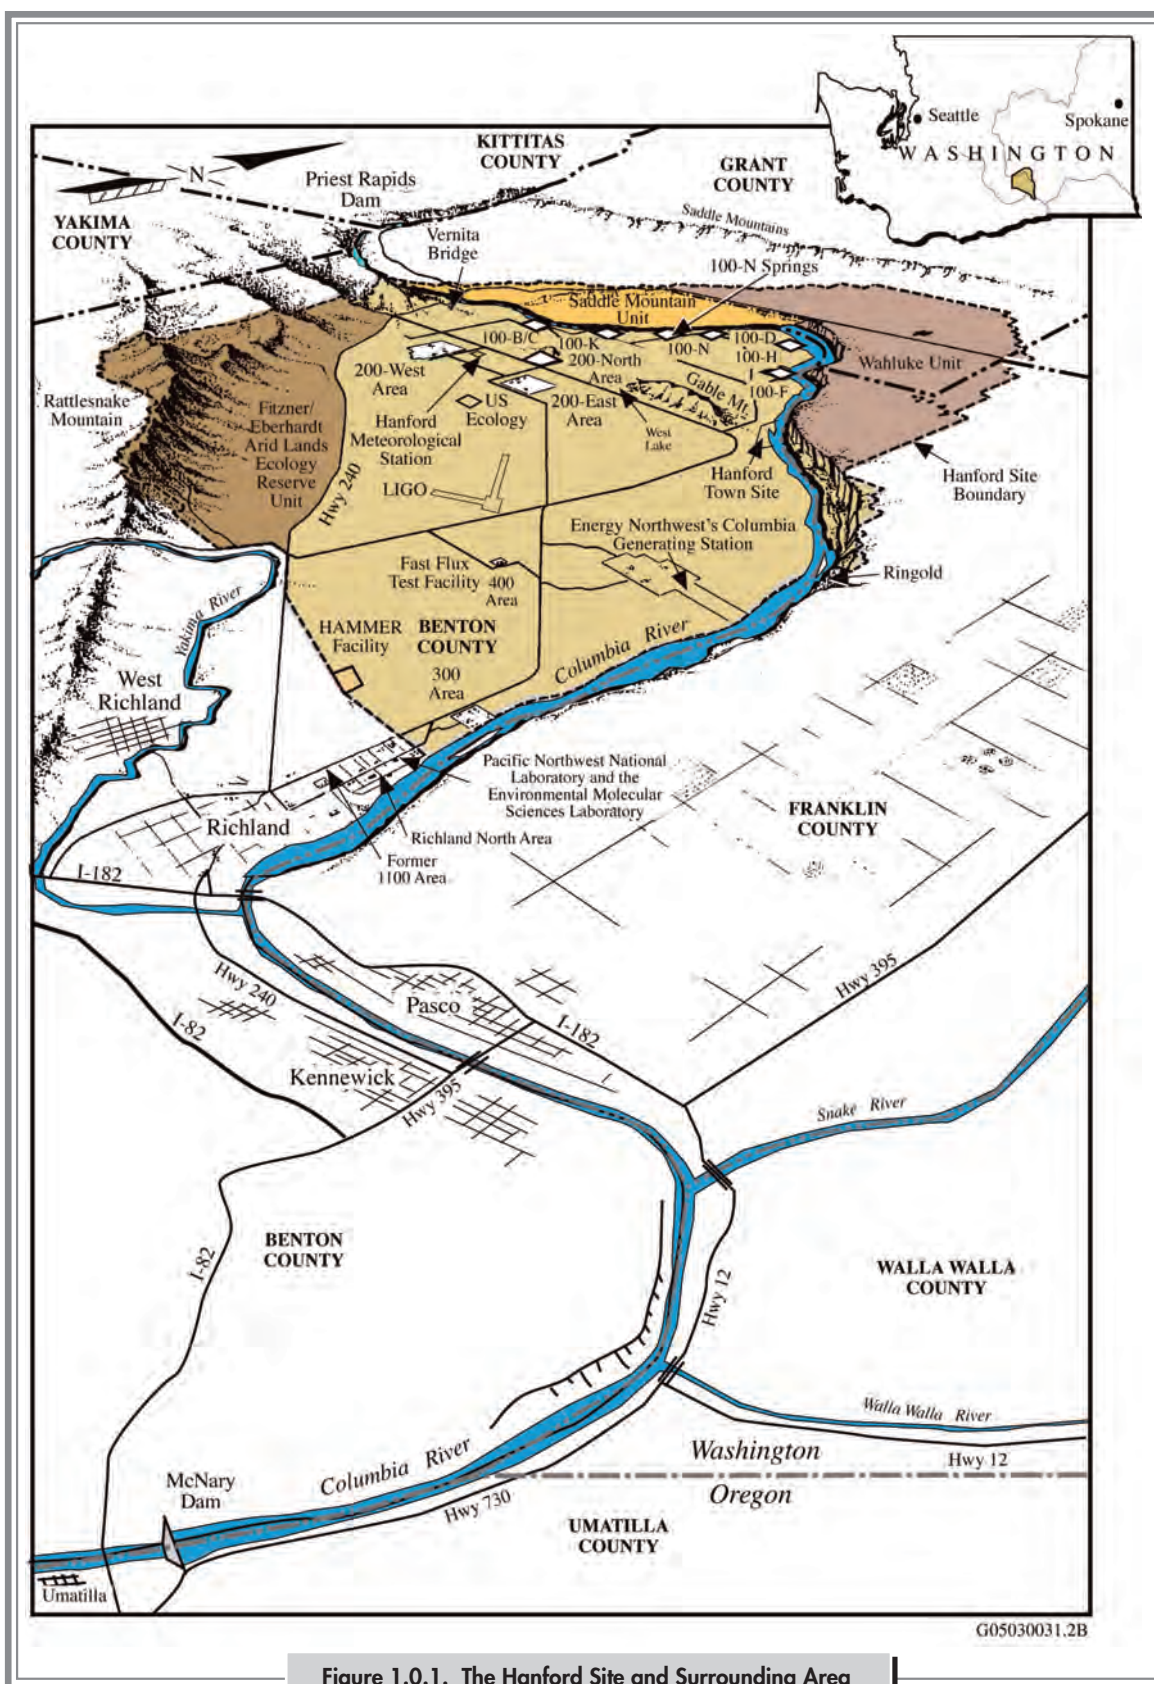 Seattle
Spokane
WASHINGTON
KITTITAS
COUNTY
GRANT
COUNTY
N
Priest Rapids
Dam
YAKIMA
COUNTY
Saddle Mountains
Vernita
Bridge
100-N Springs
Saddle Mountain
Unit
100-B/C
100-K
100-N
100-D
100-H
100-F
200-North
Area
200-West
Area
Wahluke Unit
Gable Mt.
Rattlesnake
Mountain
US
Ecology
200-East
Area
Fitzner/
Eberhardt
Arid Lands
Ecology
Reserve
Unit
Hanford
Meteorological
Station
West
Lake
Hanford
Town Site
Hanford Site
Boundary
Hwy 240
LIGO
Energy Northwest's Columbia
Generating Station
Fast Flux
Test Facility
400
Area
Ringold
Yakima River
HAMMER
Facility
BENTON
COUNTY
Columbia River
300
Area
West
Richland
Pacific Northwest National
Laboratory and the
Environmental Molecular
Sciences Laboratory
FRANKLIN
COUNTY
Richland
Richland North Area
Former
1100 Area
I-182
Hwy 240
Hwy 395
Pasco
I-82
I-182
Kennewick
Hwy 395
Snake River
BENTON
COUNTY
I-82
WALLA WALLA
COUNTY
Hwy 12
Walla Walla River
Columbia River
Washington
Hwy 12
McNary
Dam
Oregon
Hwy 730
UMATILLA
COUNTY
Umatilla
G05030031.2B
Figure 1.0.1. The Hanford Site and Surrounding Area